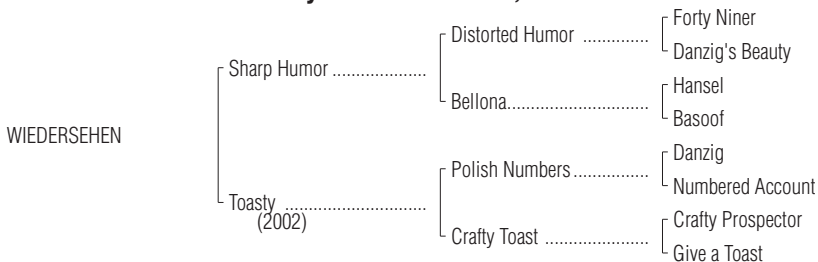 Forty Niner
Distorted Humor ..............
Danzig's Beauty
Sharp Humor ....................
Hansel
Bellona..............................
Basoof
WIEDERSEHEN
Danzig
Polish Numbers................
Numbered Account
Toasty ..............................
(2002)
Crafty Prospector
Crafty Toast ......................
Give a Toast